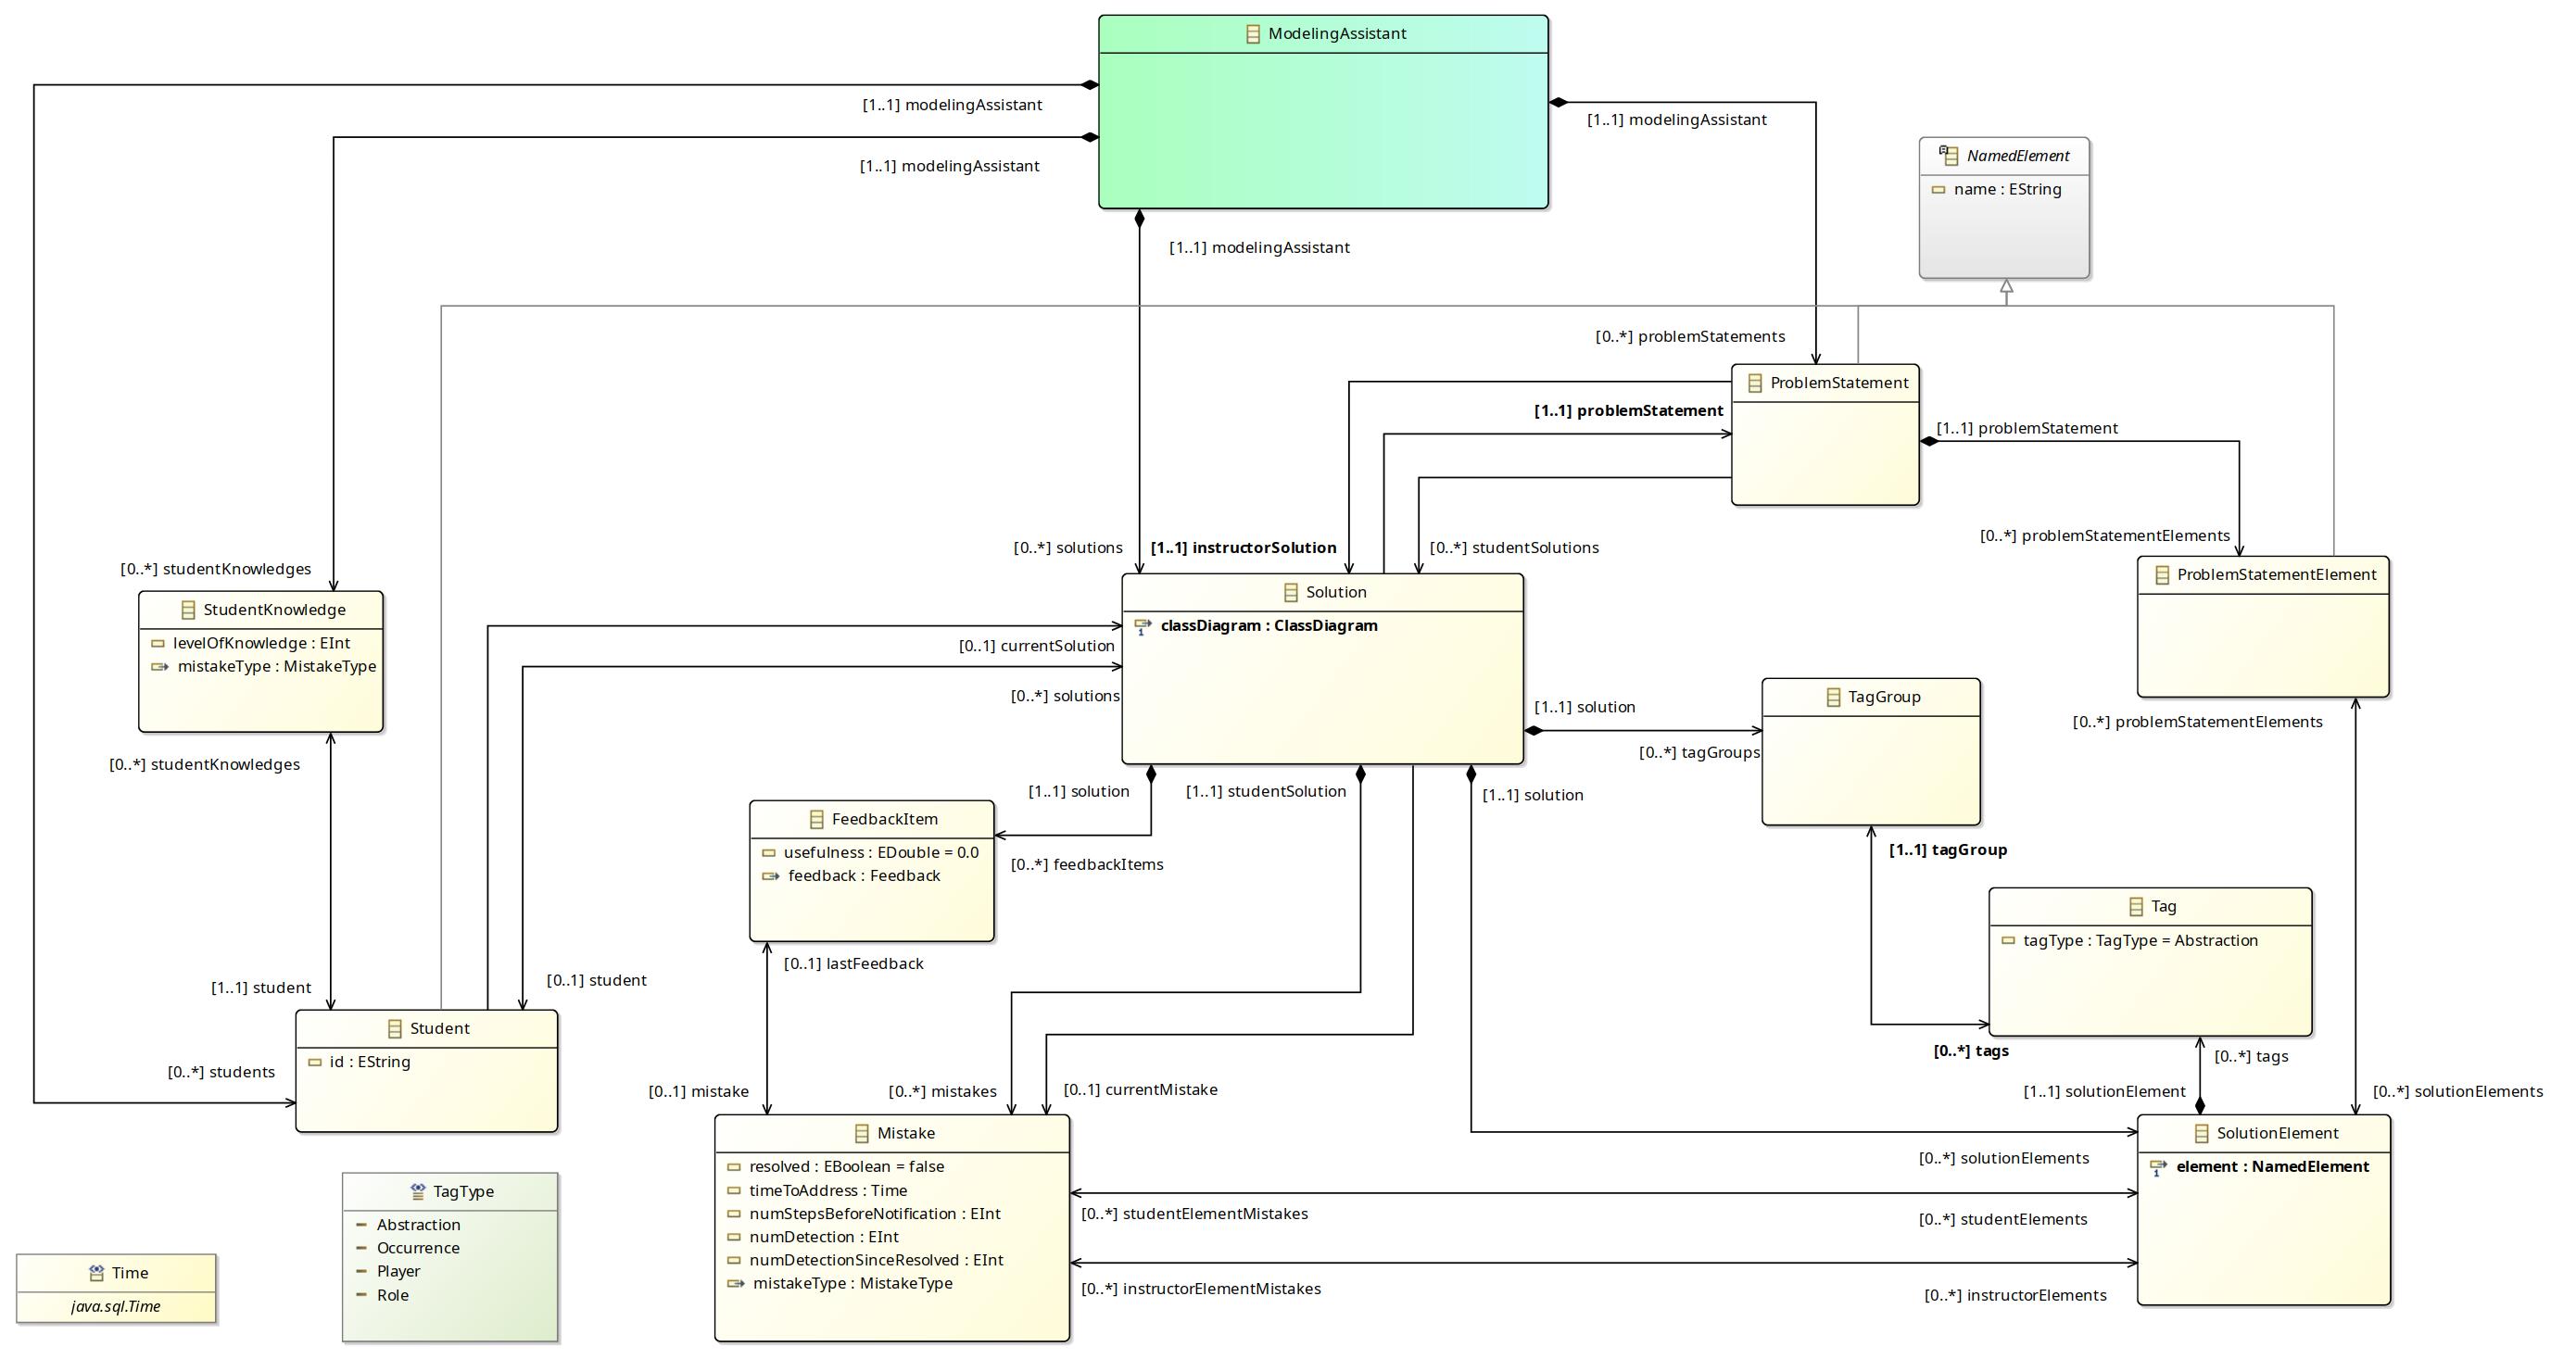 ModelingAssistant
[1..1] modelingAssistant
[1..1] modelingAssistant
[1..1] modelingAssistant
[1..1] modelingAssistant
NamedElement
name : EString
[0..*] problemStatements
ProblemStatement
[1..1] problemStatement
[1..1] problemStatement
[0..*] problemStatementElements
[0..*] solutions
[1..1] instructorSolution
[0..*] studentSolutions
[0..*] studentKnowledges
StudentKnowledge
levelOfKnowledge : EInt
mistakeType : MistakeType
Solution
classDiagram : ClassDiagram
ProblemStatementElement
[0..1] currentSolution
[0..*] solutions
[1..1] solution
[0..*] tagGroups
TagGroup
[0..*] problemStatementElements
[0..*] studentKnowledges
[1..1] solution
[1..1] studentSolution
[1..1] solution
FeedbackItem
usefulness : EDouble = 0.0
feedback : Feedback
[0..*] feedbackItems
[1..1] tagGroup
Tag
tagType : TagType = Abstraction
[0..1] lastFeedback
[1..1] student
[0..1] student
Student
id : EString
[0..*] students
[0..*] tags
[0..*] tags
[0..1] mistake
[0..*] mistakes
[0..1] currentMistake
[1..1] solutionElement
[0..*] solutionElements
Mistake
resolved : EBoolean = false
timeToAddress : Time
numStepsBeforeNotification : EInt
numDetection : EInt
numDetectionSinceResolved : EInt
mistakeType : MistakeType
SolutionElement
element : NamedElement
[0..*] solutionElements
[0..*] studentElementMistakes
[0..*] studentElements
[0..*] instructorElementMistakes
[0..*] instructorElements
TagType
Abstraction
Occurrence
Player
Role
Time
java.sql.Time